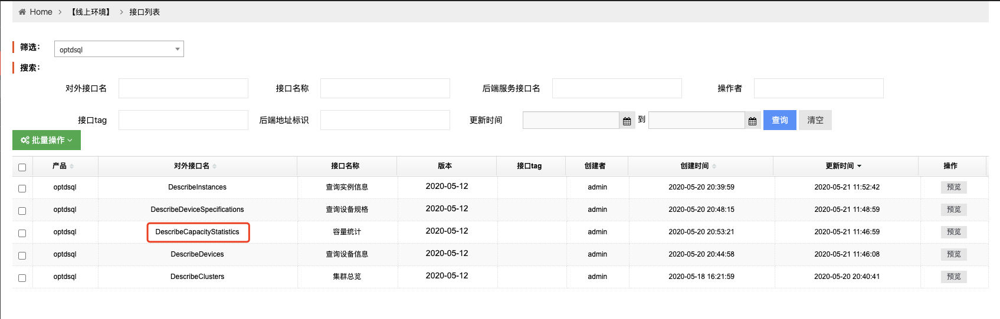 Home > 【线上环境】 > 接口列表
筛选：
optdsql
搜索：
对外接口名 接口名称 后端服务接口名 操作者
接口tag 后端地址标识 更新时间 到 查询 清空
批量操作
产品 对外接口名 接口名称 版本 接口tag 创建者 创建时间 更新时间 操作
optdsql DescribeInstances 查询实例信息 2020-05-12 admin 2020-05-20 20:39:59 2020-05-21 11:52:42 预览
optdsql DescribeDeviceSpecifications 查询设备规格 2020-05-12 admin 2020-05-20 20:48:15 2020-05-21 11:48:59 预览
optdsql DescribeCapacityStatistics 容量统计 2020-05-12 admin 2020-05-20 20:53:21 2020-05-21 11:46:59 预览
optdsql DescribeDevices 查询设备信息 2020-05-12 admin 2020-05-20 20:44:58 2020-05-21 11:46:08 预览
optdsql DescribeClusters 集群总览 2020-05-12 admin 2020-05-18 16:21:59 2020-05-20 20:40:41 预览